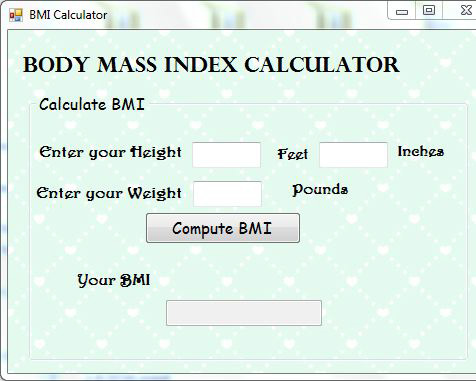 BMI Calculator
BODY MASS INDEX CALCULATOR
Calculate BMI
Enter your Height Feet Inches
Enter your Weight Pounds
Compute BMI
Your BMI